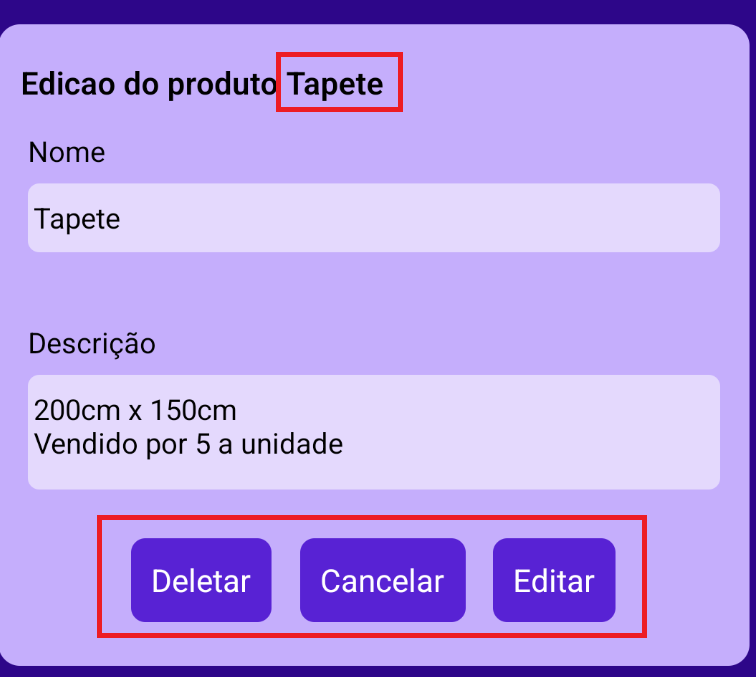 Edicao do produto Tapete
Nome
Tapete
Descrição
200cm x 150cm
Vendido por 5 a unidade
Deletar Cancelar Editar